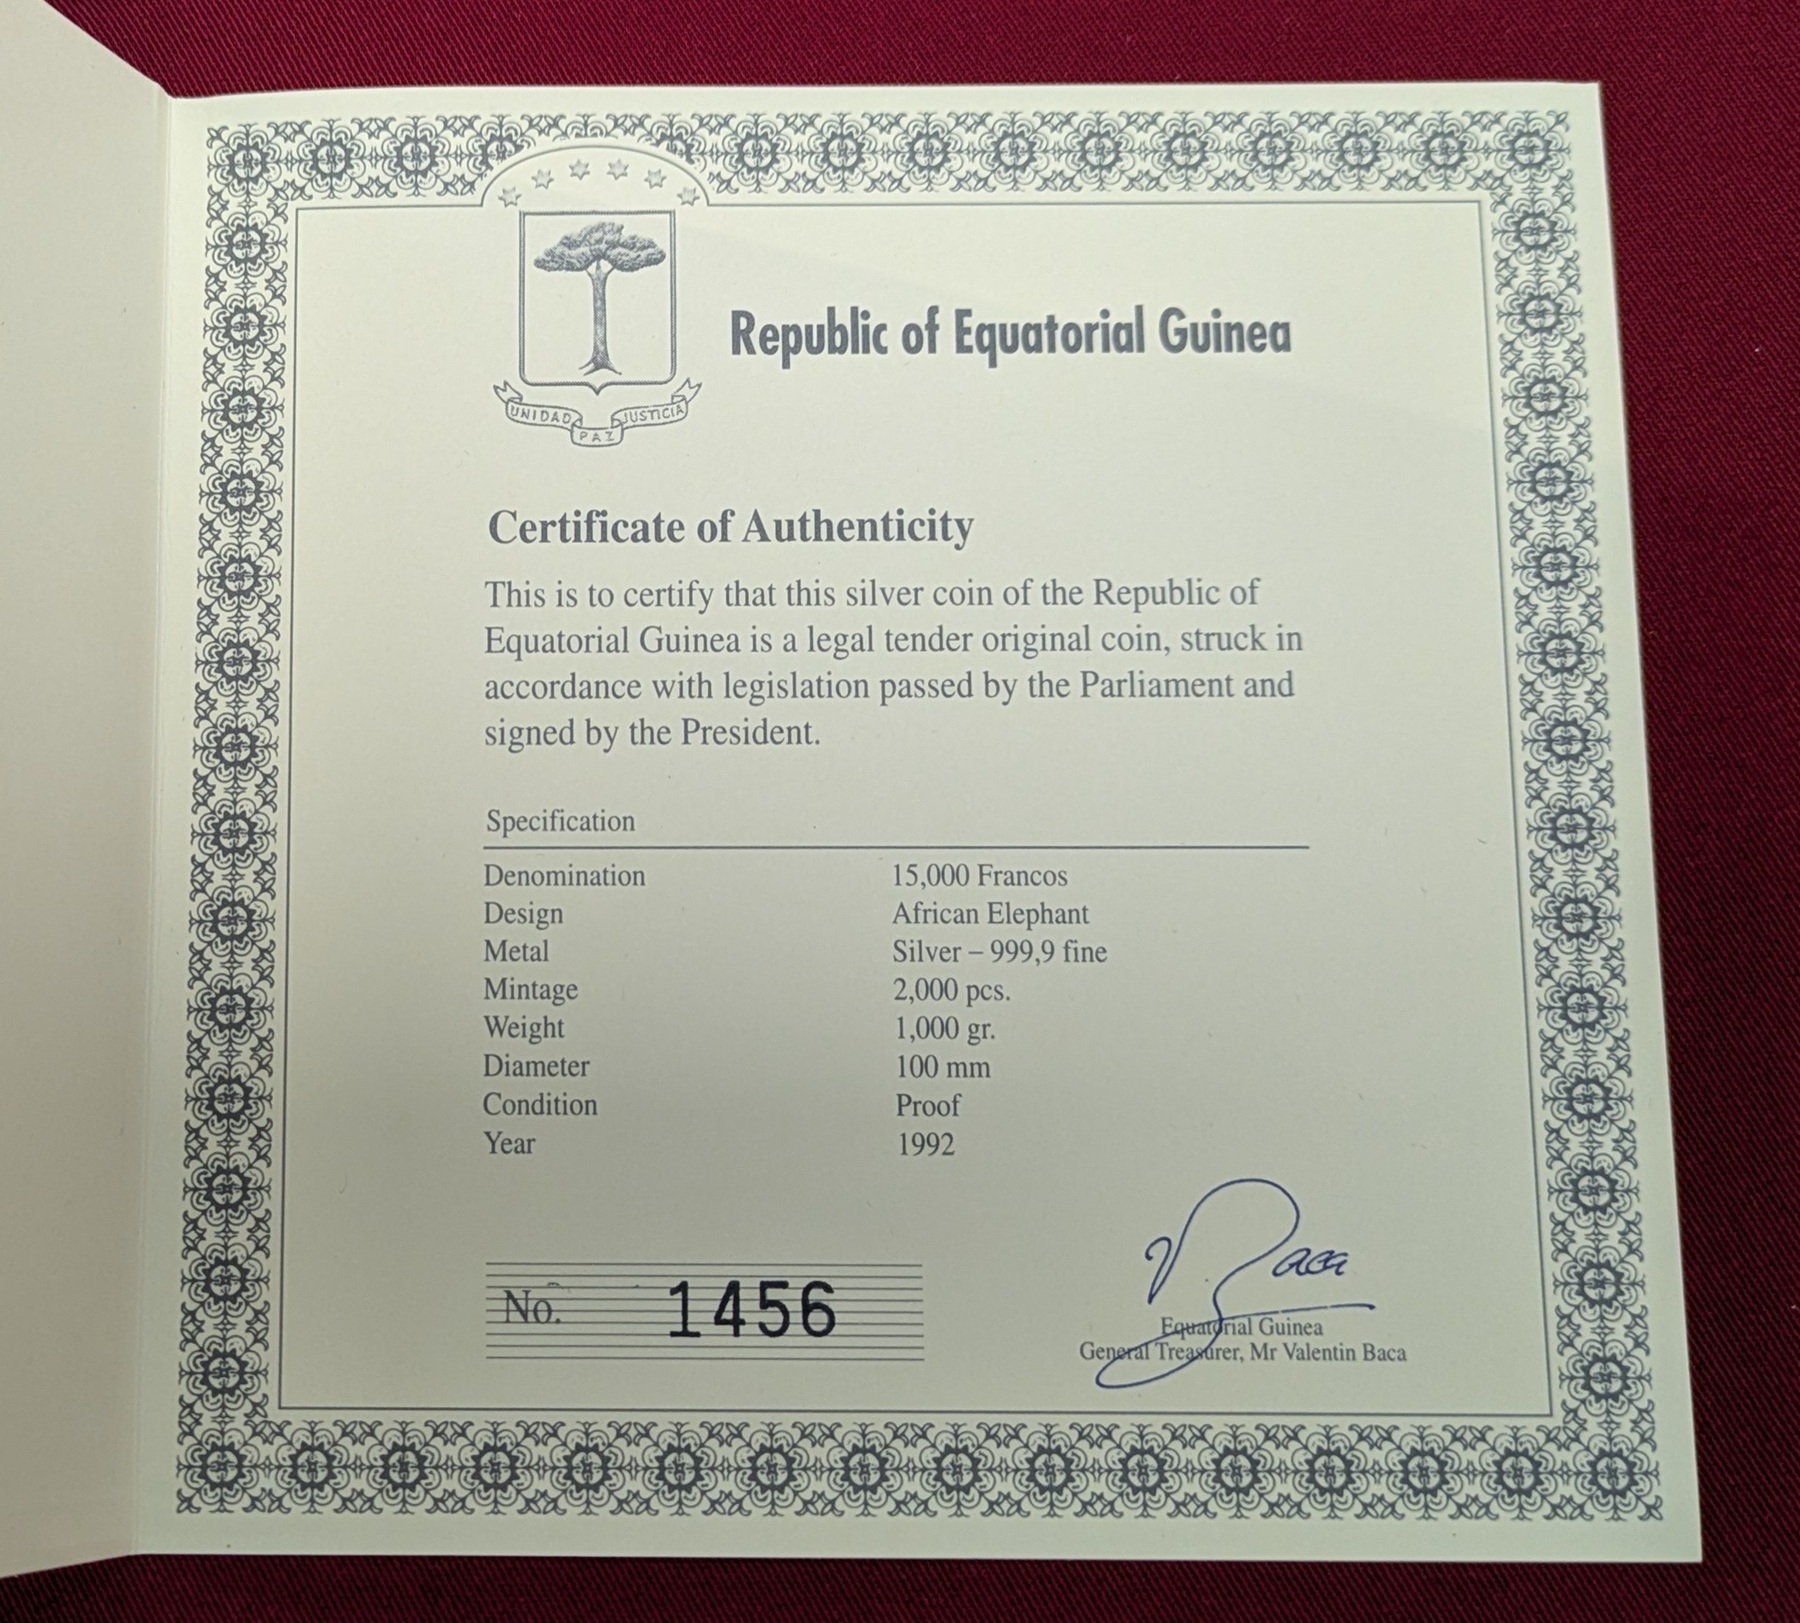 UNIDAD PAZ JUSTICIA
Republic of Equatorial Guinea
Certificate of Authenticity
This is to certify that this silver coin of the Republic of
Equatorial Guinea is a legal tender original coin, struck in
accordance with legislation passed by the Parliament and
signed by the President.
Specification
Denomination 15,000 Francos
Design African Elephant
Metal Silver – 999,9 fine
Mintage 2,000 pcs.
Weight 1,000 gr.
Diameter 100 mm
Condition Proof
Year 1992
No. 1456
V Baca
Equatorial Guinea
General Treasurer, Mr Valentin Baca